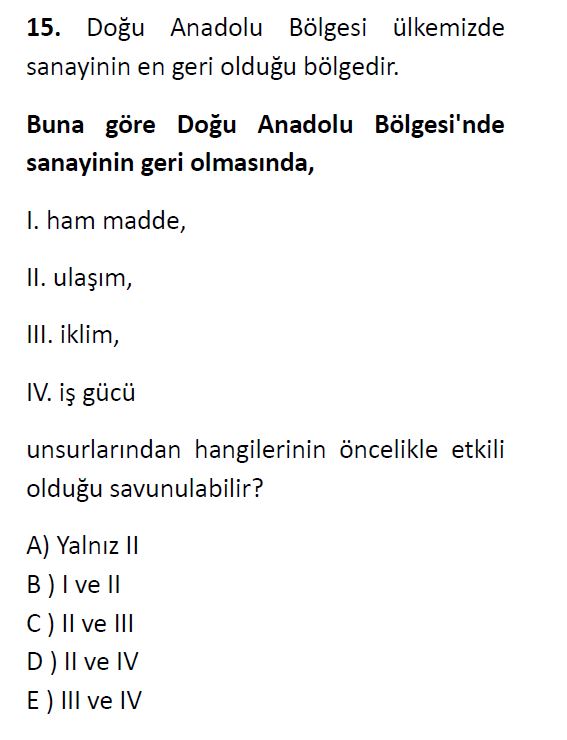 15. Doğu Anadolu Bölgesi ülkemizde
sanayinin en geri olduğu bölgedir.
Buna göre Doğu Anadolu Bölgesi'nde
sanayinin geri olmasında,
I. ham madde,
II. ulaşım,
III. iklim,
IV. iş gücü
unsurlarından hangilerinin öncelikle etkili
olduğu savunulabilir?
A) Yalnız II
B ) I ve II
C ) II ve III
D ) II ve IV
E ) III ve IV